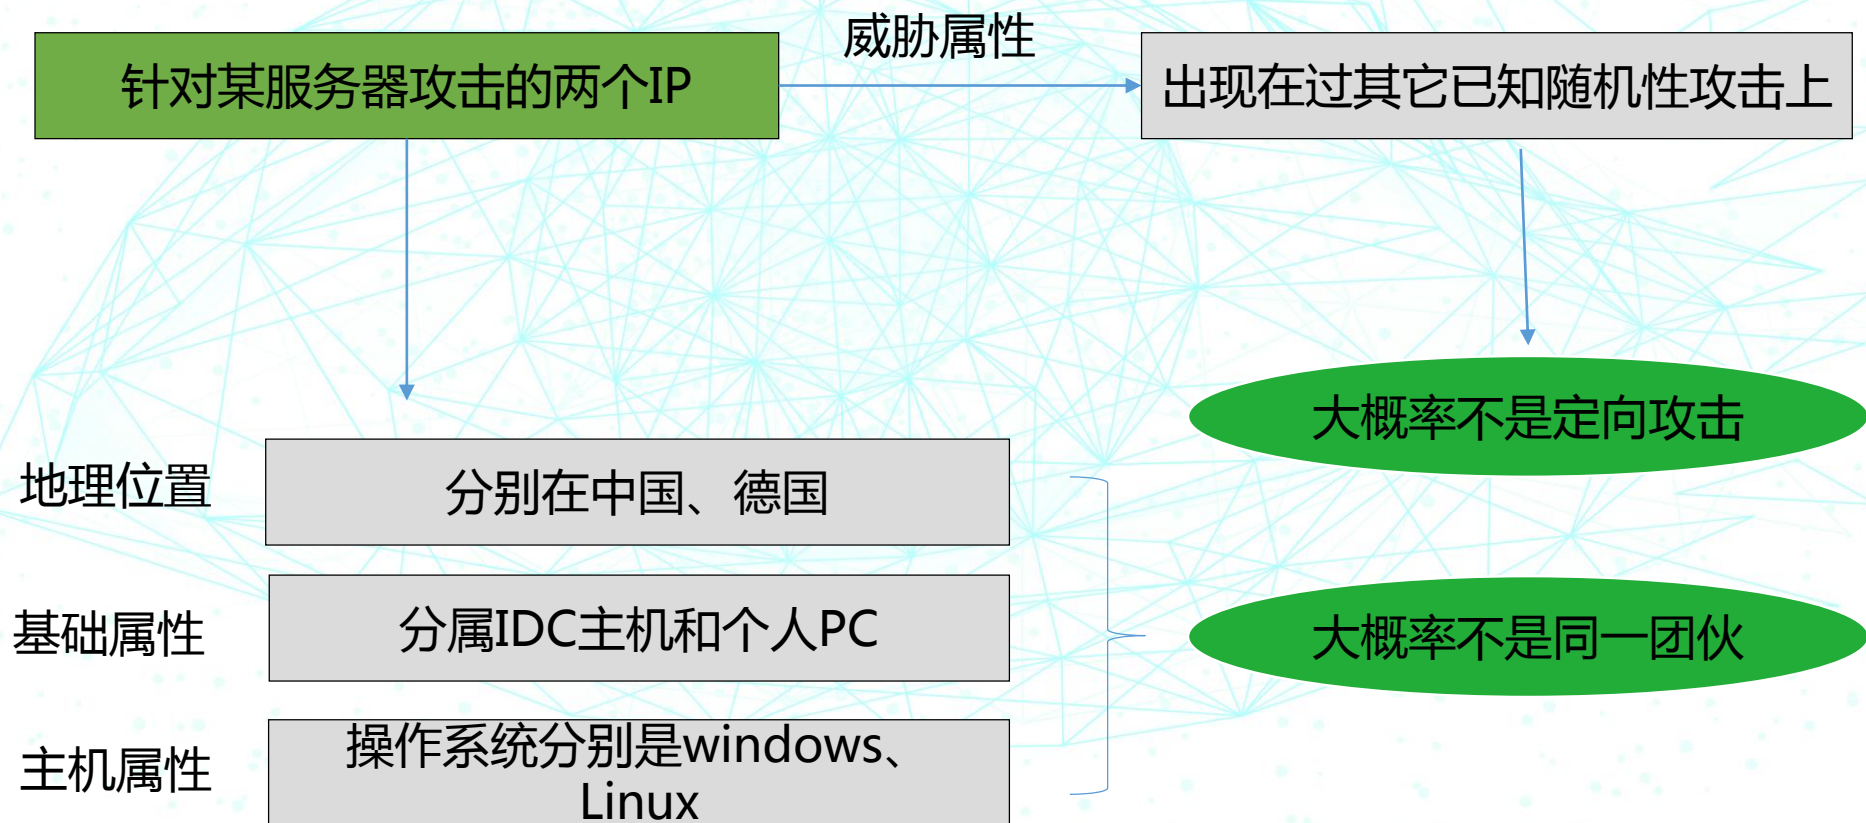 威胁属性
针对某服务器攻击的两个IP
出现在过其它已知随机性攻击上
大概率不是定向攻击
地理位置
分别在中国、德国
基础属性
分属IDC主机和个人PC
大概率不是同一团伙
主机属性
操作系统分别是windows、
Linux